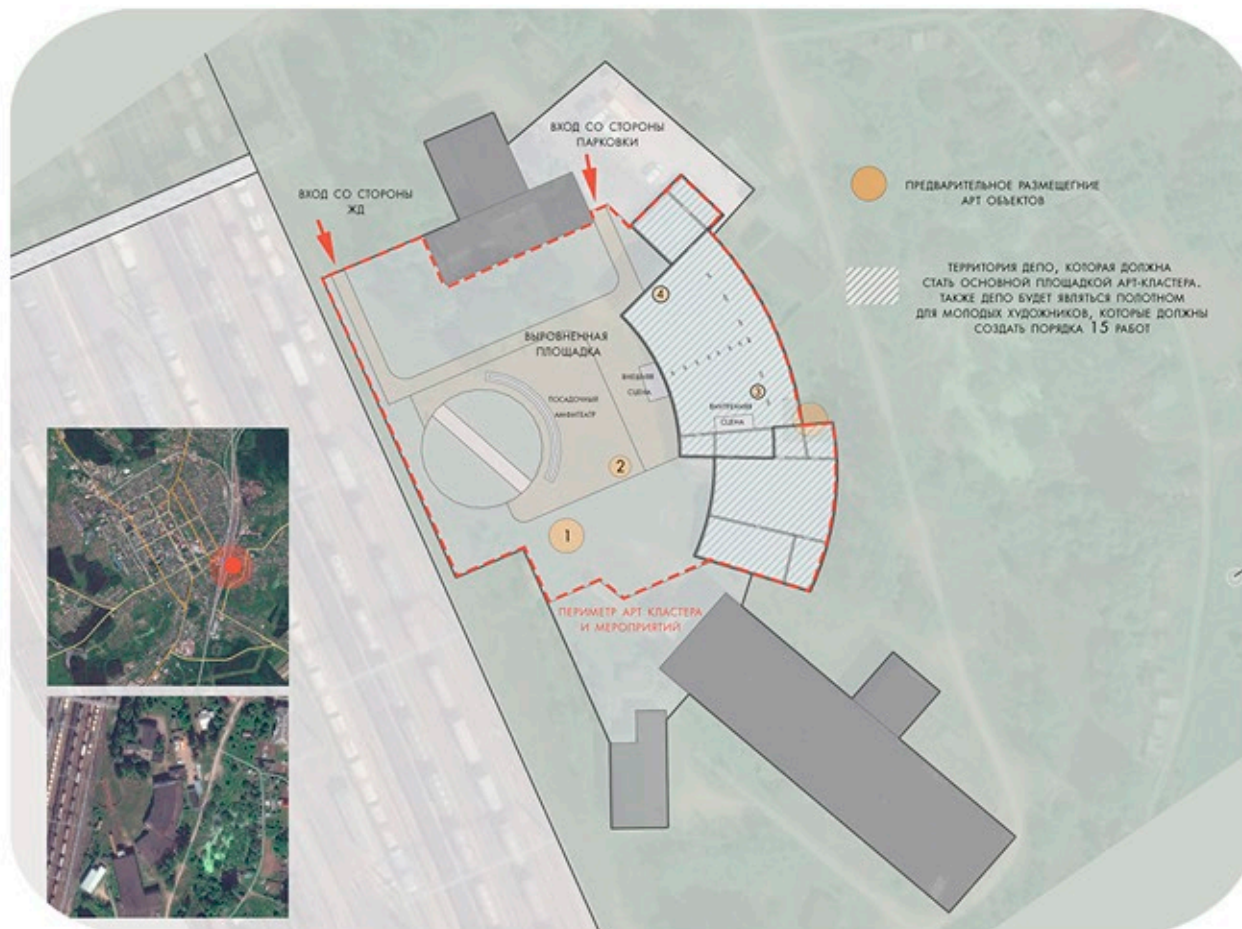 ВХОД СО СТОРОНЫ
ПАРКОВКИ
ВХОД СО СТОРОНЫ
ЖД
ПРЕДВАРИТЕЛЬНОЕ РАЗМЕЩЕГНИЕ
АРТ ОБЪЕКТОВ
ТЕРРИТОРИЯ ДЕПО, КОТОРАЯ ДОЛЖНА
СТАТЬ ОСНОВНОЙ ПЛОЩАДКОЙ АРТ-КЛАСТЕРА.
ТАКЖЕ ДЕПО БУДЕТ ЯВЛЯТЬСЯ ПОЛОТНОМ
ДЛЯ МОЛОДЫХ ХУДОЖНИКОВ, КОТОРЫЕ ДОЛЖНЫ
СОЗДАТЬ ПОРЯДКА 15 РАБОТ
4
ВЫРОВНЕННАЯ
ПЛОЩАДКА
ВНЕШНЯЯ
СЦЕНА
3
ПОСАДОЧНЫЙ
АМФИТЕАТР
ВНУТРЕННЯЯ
СЦЕНА
2
1
ПЕРИМЕТР АРТ КЛАСТЕРА
И МЕРОПРИЯТИЙ